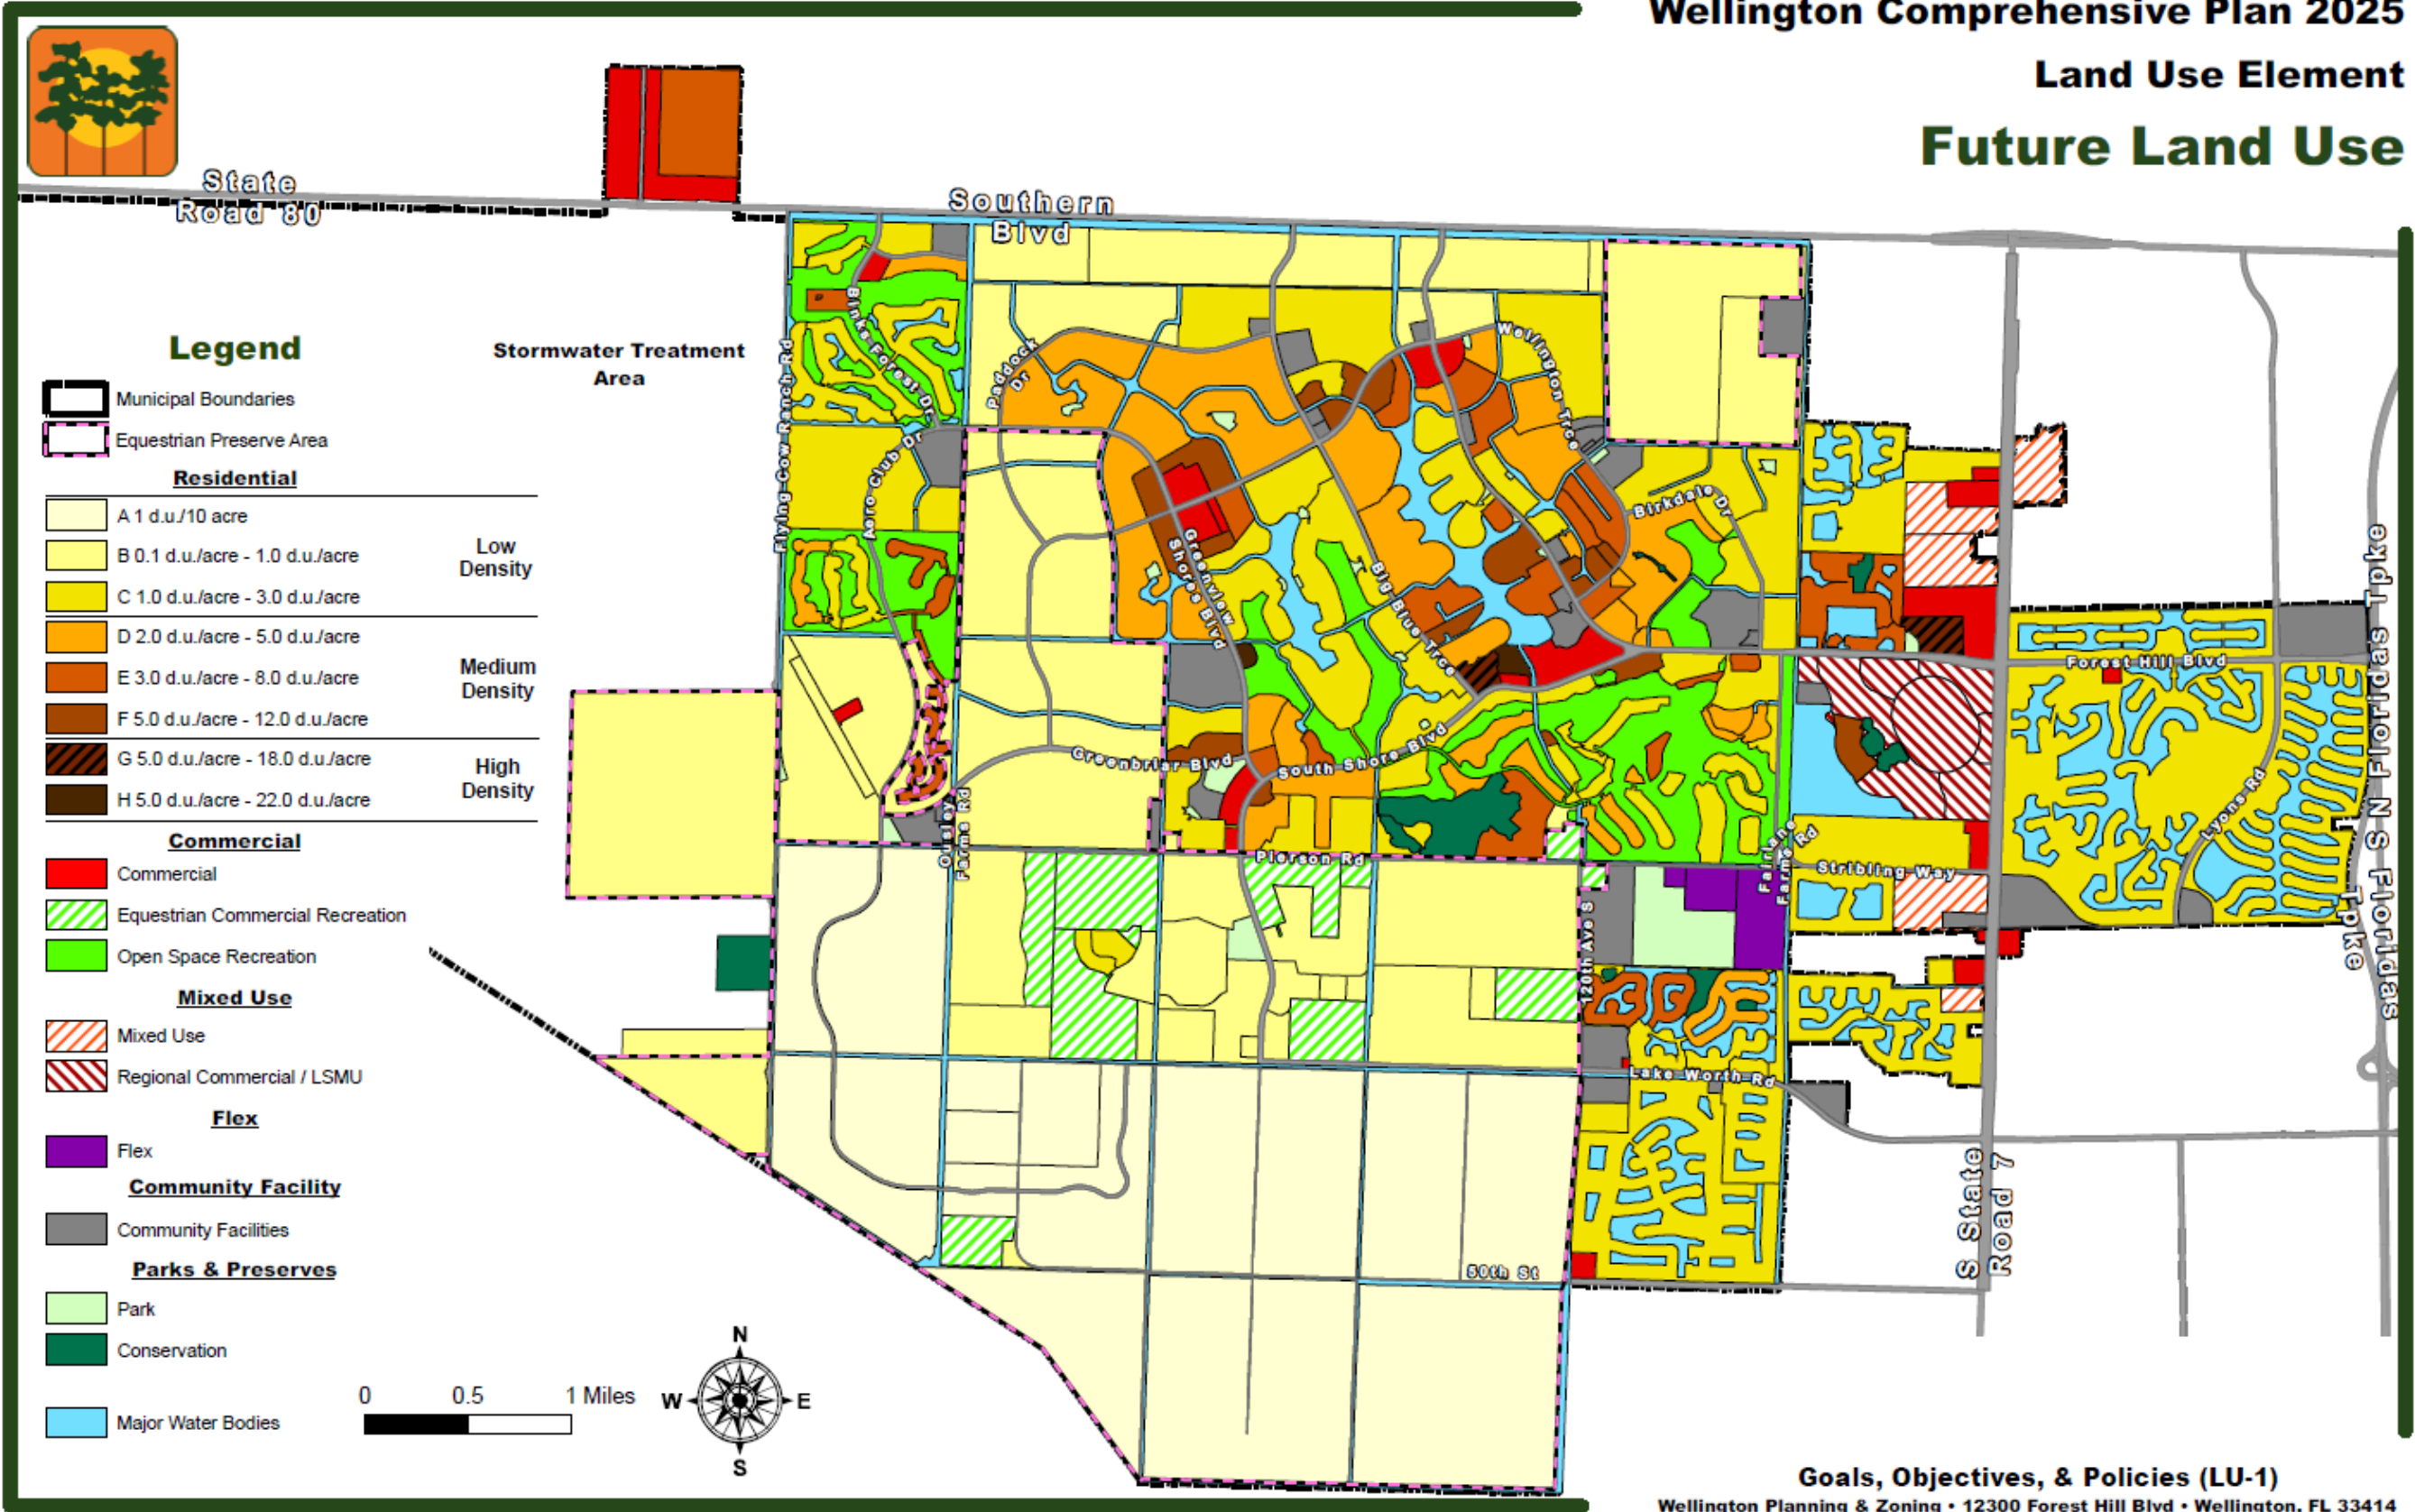 Wellington Comprehensive Plan 2025
Land Use Element
Future Land Use
State
Road 80
Southern
Blvd
Stormwater Treatment
Area
Legend
Municipal Boundaries
Equestrian Preserve Area
Residential
A 1 d.u./10 acre
B 0.1 d.u./acre - 1.0 d.u./acre
C 1.0 d.u./acre - 3.0 d.u./acre
Low
Density
D 2.0 d.u./acre - 5.0 d.u./acre
E 3.0 d.u./acre - 8.0 d.u./acre
F 5.0 d.u./acre - 12.0 d.u./acre
Medium
Density
G 5.0 d.u./acre - 18.0 d.u./acre
H 5.0 d.u./acre - 22.0 d.u./acre
High
Density
Commercial
Commercial
Equestrian Commercial Recreation
Open Space Recreation
Mixed Use
Mixed Use
Regional Commercial / LSMU
Flex
Flex
Community Facility
Community Facilities
Parks & Preserves
Park
Conservation
Major Water Bodies
0 0.5 1 Miles
N
W E
S
Flying Cow Ranch Rd
Binks Forest Dr
Paddock
Dr
Aero Club Dr
Wellington Trce
Birkdale Dr
Greenview
Shores Blvd
Big Blue Trce
Forest Hill Blvd
Greenbriar Blvd
South Shore Blvd
Ousley
Farms Rd
Pierson Rd
Fairlane
Farms Rd
Stribling Way
Lyons Rd
120th Ave S
Lake Worth Rd
50th St
S State
Road 7
N Floridas Tpke
S Floridas
Tpke
Goals, Objectives, & Policies (LU-1)
Wellington Planning & Zoning • 12300 Forest Hill Blvd • Wellington, FL 33414